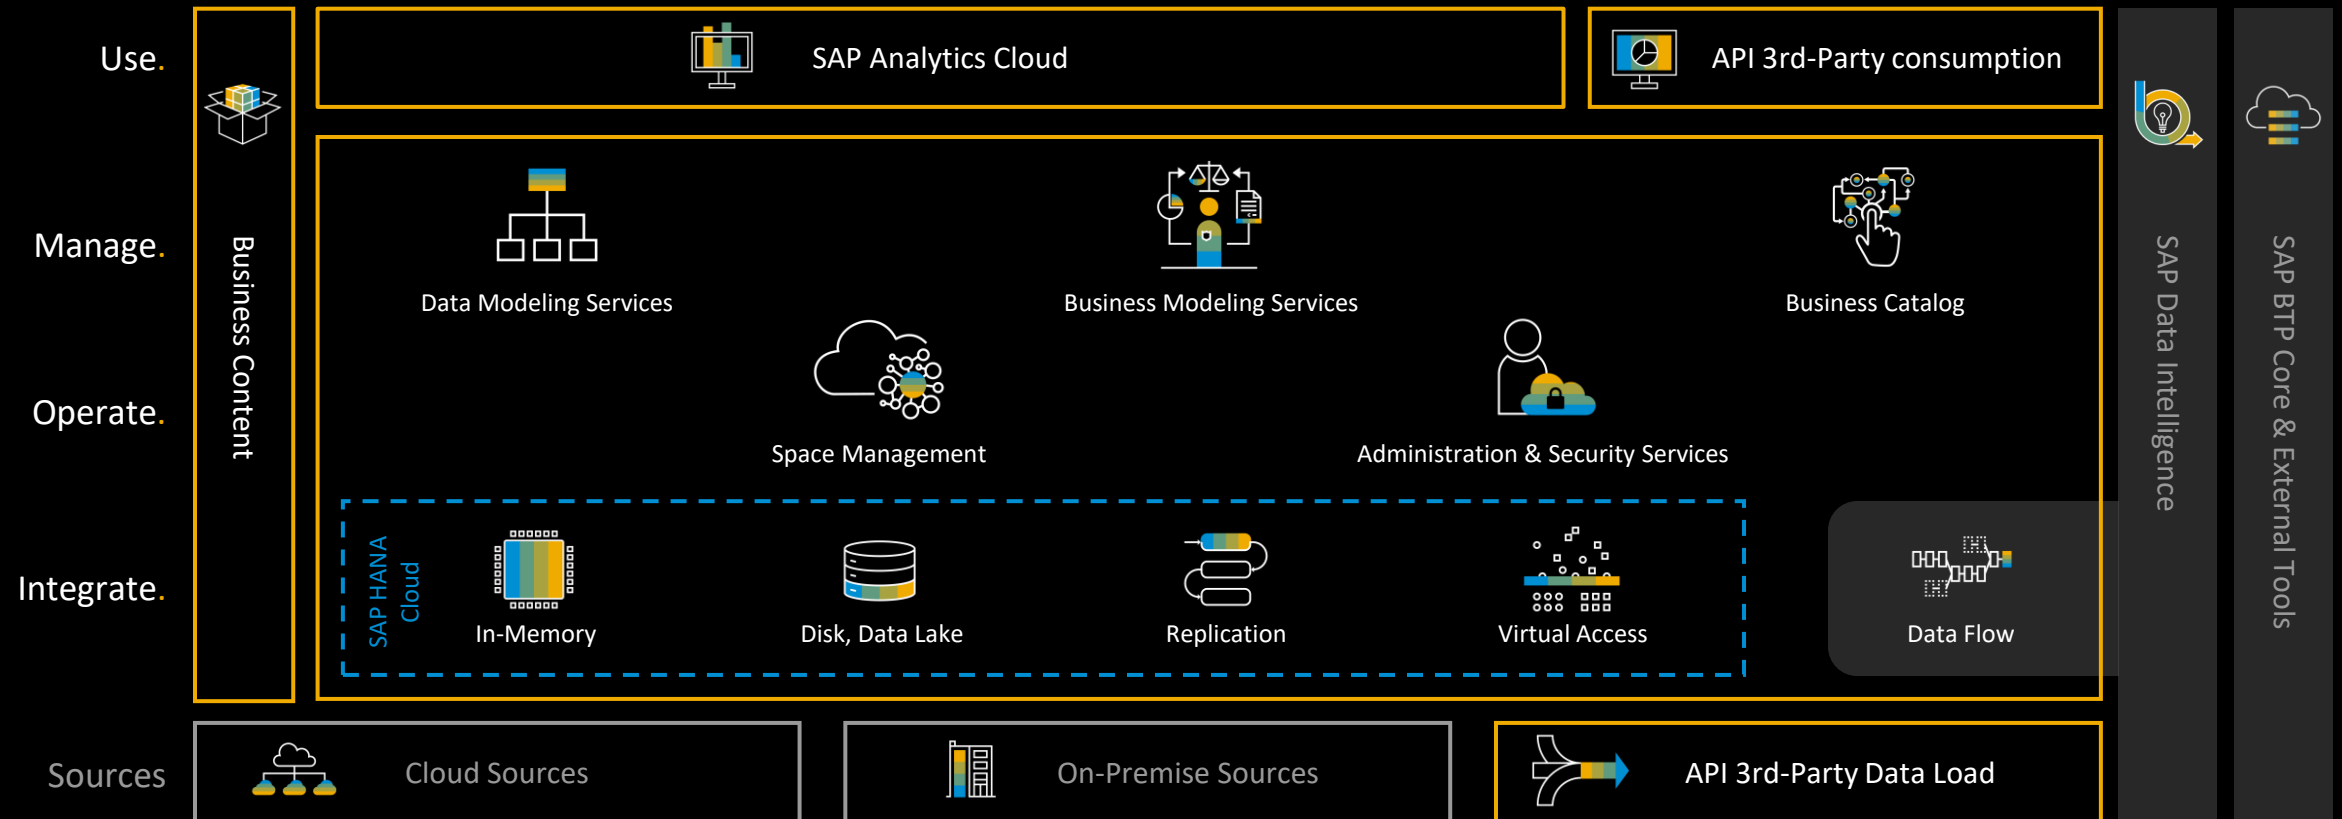 Use.
SAP Analytics Cloud
API 3rd-Party consumption
Manage.
Business Content
Data Modeling Services
Business Modeling Services
Business Catalog
Operate.
Space Management
Administration & Security Services
Integrate.
SAP HANA
Cloud
In-Memory
Disk, Data Lake
Replication
Virtual Access
Data Flow
SAP Data Intelligence
SAP BTP Core & External Tools
Sources
Cloud Sources
On-Premise Sources
API 3rd-Party Data Load